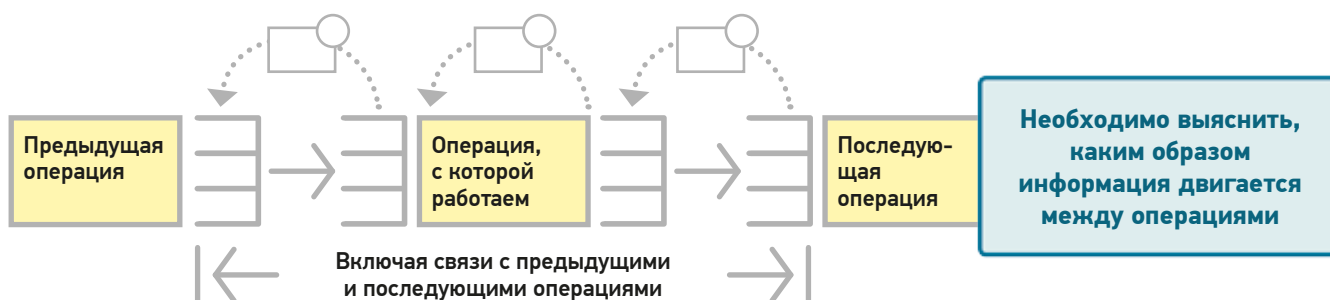 Предыдущая
операция
Операция,
с которой
работаем
Последую-
щая
операция
Необходимо выяснить,
каким образом
информация двигается
между операциями
Включая связи с предыдущими
и последующими операциями